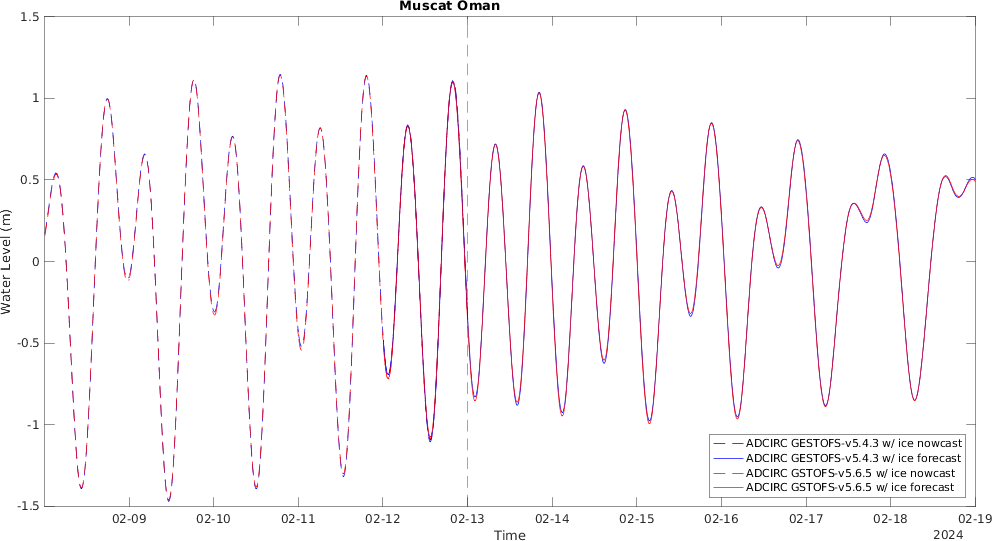 Muscat Oman
1.5
1
0.5
0
-0.5
-1
-1.5
Water Level (m)
02-09 02-10 02-11 02-12 02-13 02-14 02-15 02-16 02-17 02-18 02-19
Time
2024
ADCIRC GESTOFS-v5.4.3 w/ ice nowcast
ADCIRC GESTOFS-v5.4.3 w/ ice forecast
ADCIRC GSTOFS-v5.6.5 w/ ice nowcast
ADCIRC GSTOFS-v5.6.5 w/ ice forecast